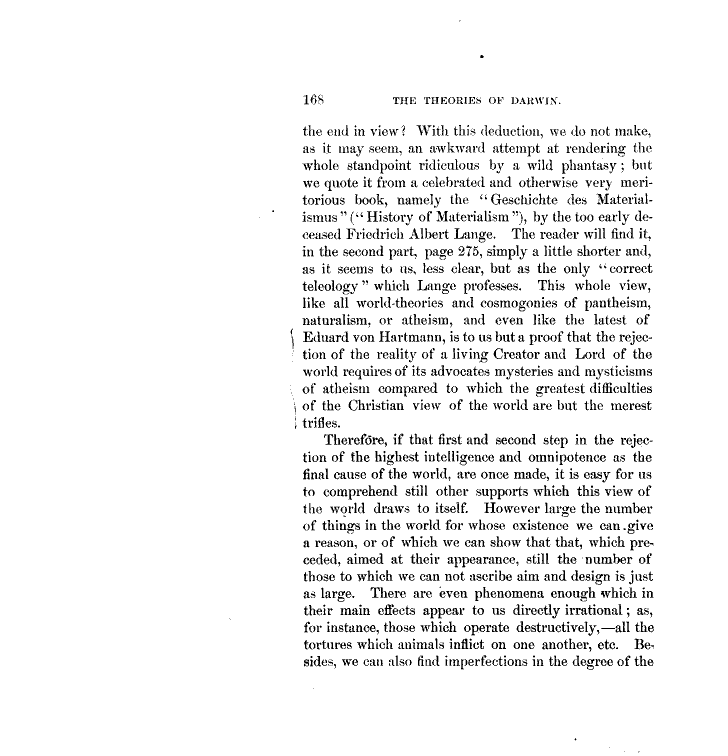 168 THE THEORIES OF DARWIN.
the end in view? With this deduction, we do not make,
as it may seem, an awkward attempt at rendering the
whole standpoint ridiculous by a wild phantasy; but
we quote it from a celebrated and otherwise very meri-
torious book, namely the “Geschichte des Material-
ismus” (“History of Materialism”), by the too early de-
ceased Friedrich Albert Lange. The reader will find it,
in the second part, page 275, simply a little shorter and,
as it seems to us, less clear, but as the only “correct
teleology” which Lange professes. This whole view,
like all world-theories and cosmogonies of pantheism,
naturalism, or atheism, and even like the latest of
Eduard von Hartmann, is to us but a proof that the rejec-
tion of the reality of a living Creator and Lord of the
world requires of its advocates mysteries and mysticisms
of atheism compared to which the greatest difficulties
of the Christian view of the world are but the merest
trifles.
Therefore, if that first and second step in the rejec-
tion of the highest intelligence and omnipotence as the
final cause of the world, are once made, it is easy for us
to comprehend still other supports which this view of
the world draws to itself. However large the number
of things in the world for whose existence we can give
a reason, or of which we can show that that, which pre-
ceded, aimed at their appearance, still the number of
those to which we can not ascribe aim and design is just
as large. There are even phenomena enough which in
their main effects appear to us directly irrational; as,
for instance, those which operate destructively,—all the
tortures which animals inflict on one another, etc. Be-
sides, we can also find imperfections in the degree of the